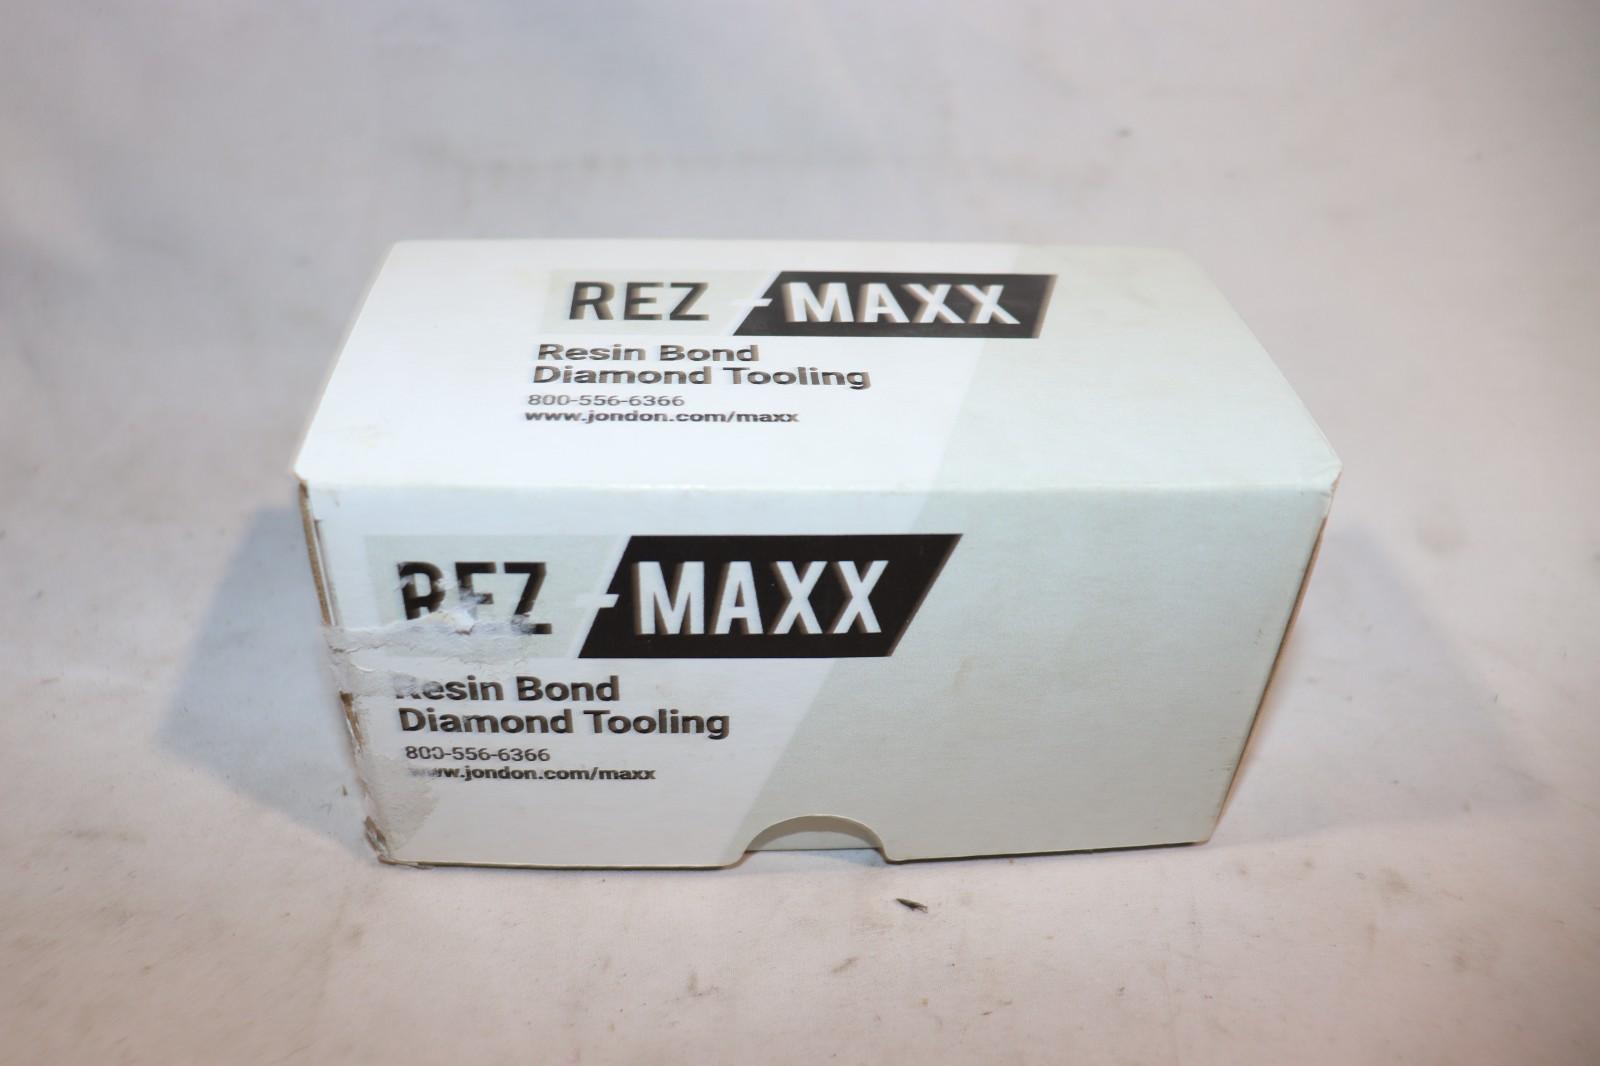 REZ-MAXX
Resin Bond
Diamond Tooling
800-556-6366
www.jondon.com/maxx
REZ-MAXX
Resin Bond
Diamond Tooling
800-556-6366
www.jondon.com/maxx